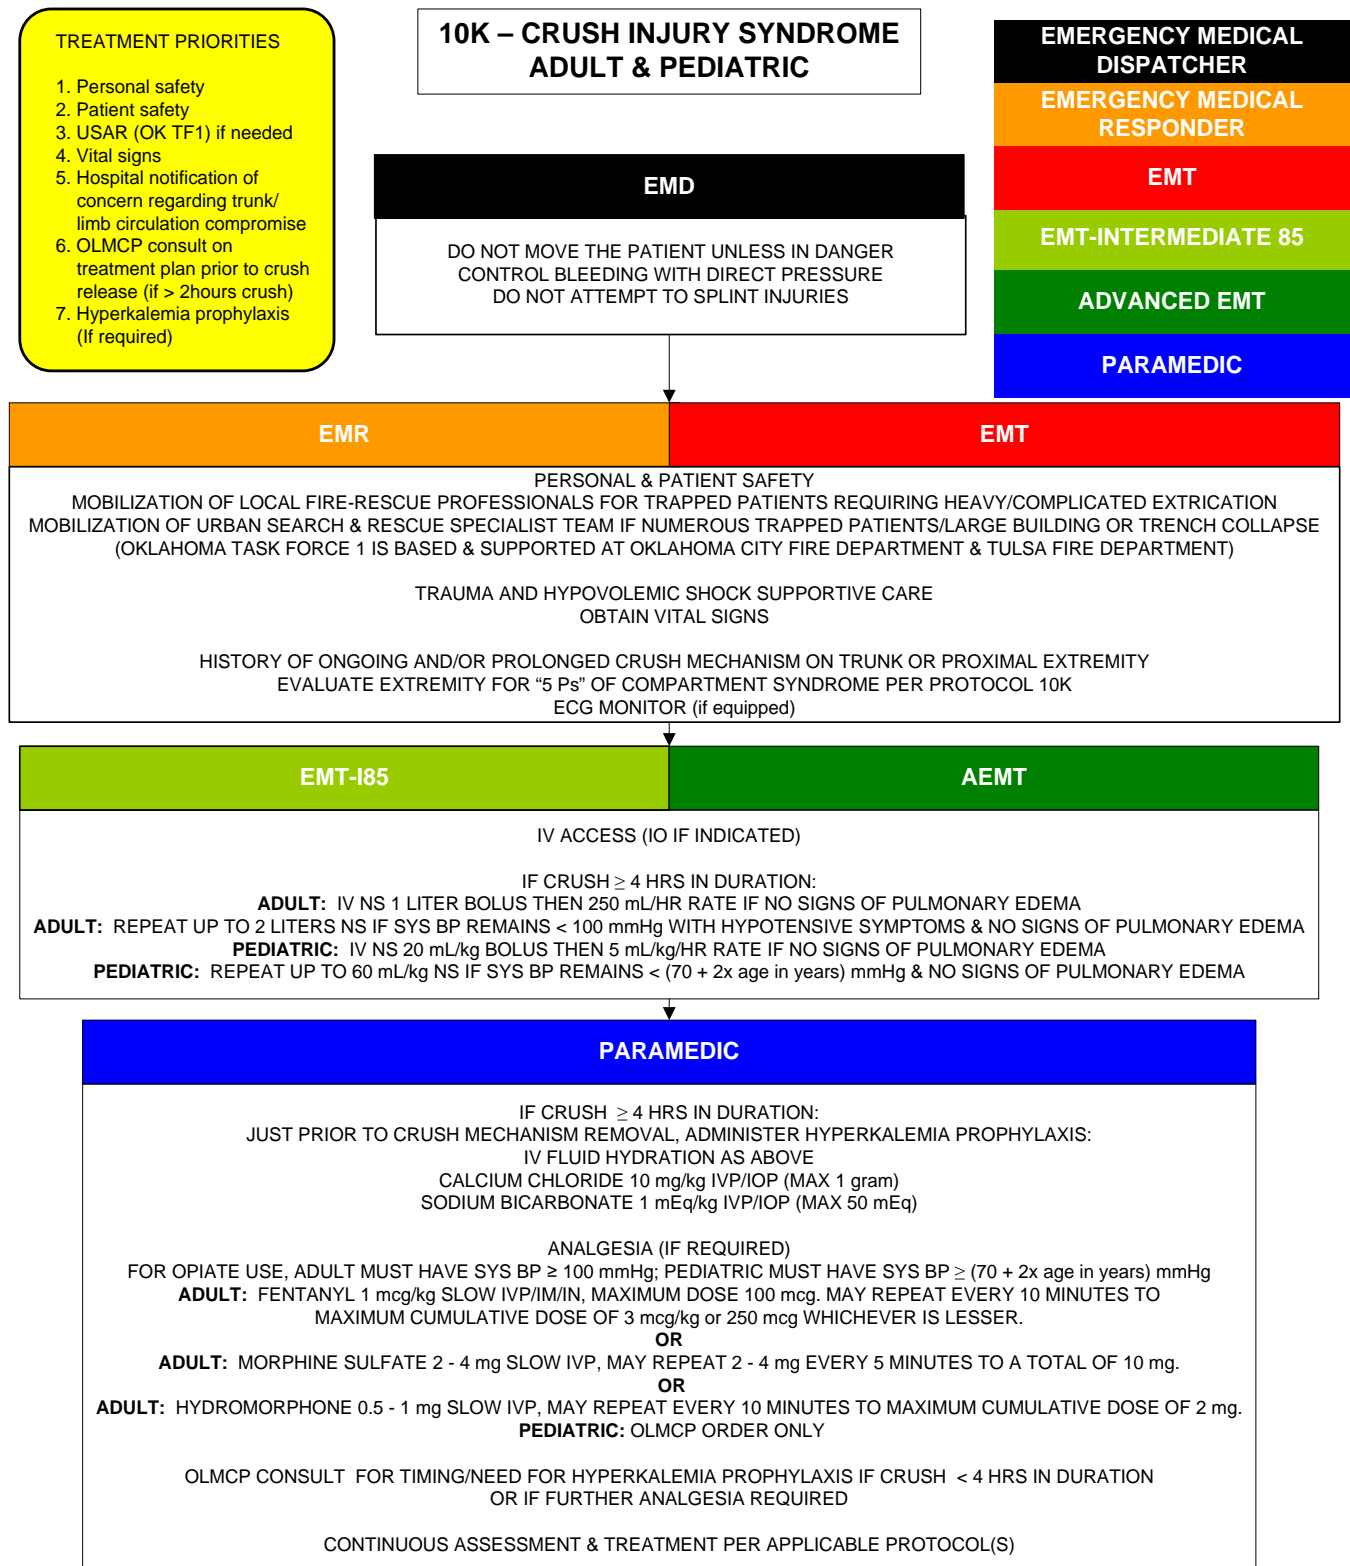 TREATMENT PRIORITIES
1. Personal safety
2. Patient safety
3. USAR (OK TF1) if needed
4. Vital signs
5. Hospital notification of
concern regarding trunk/
limb circulation compromise
6. OLMCP consult on
treatment plan prior to crush
release (if > 2hours crush)
7. Hyperkalemia prophylaxis
(If required)
10K – CRUSH INJURY SYNDROME
ADULT & PEDIATRIC
EMERGENCY MEDICAL
DISPATCHER
EMERGENCY MEDICAL
RESPONDER
EMT
EMT-INTERMEDIATE 85
ADVANCED EMT
PARAMEDIC
EMD
DO NOT MOVE THE PATIENT UNLESS IN DANGER
CONTROL BLEEDING WITH DIRECT PRESSURE
DO NOT ATTEMPT TO SPLINT INJURIES
EMR
EMT
PERSONAL & PATIENT SAFETY
MOBILIZATION OF LOCAL FIRE-RESCUE PROFESSIONALS FOR TRAPPED PATIENTS REQUIRING HEAVY/COMPLICATED EXTRICATION
MOBILIZATION OF URBAN SEARCH & RESCUE SPECIALIST TEAM IF NUMEROUS TRAPPED PATIENTS/LARGE BUILDING OR TRENCH COLLAPSE
(OKLAHOMA TASK FORCE 1 IS BASED & SUPPORTED AT OKLAHOMA CITY FIRE DEPARTMENT & TULSA FIRE DEPARTMENT)
TRAUMA AND HYPOVOLEMIC SHOCK SUPPORTIVE CARE
OBTAIN VITAL SIGNS
HISTORY OF ONGOING AND/OR PROLONGED CRUSH MECHANISM ON TRUNK OR PROXIMAL EXTREMITY
EVALUATE EXTREMITY FOR “5 Ps” OF COMPARTMENT SYNDROME PER PROTOCOL 10K
ECG MONITOR (if equipped)
EMT-I85
AEMT
IV ACCESS (IO IF INDICATED)
IF CRUSH ≥ 4 HRS IN DURATION:
ADULT: IV NS 1 LITER BOLUS THEN 250 mL/HR RATE IF NO SIGNS OF PULMONARY EDEMA
ADULT: REPEAT UP TO 2 LITERS NS IF SYS BP REMAINS < 100 mmHg WITH HYPOTENSIVE SYMPTOMS & NO SIGNS OF PULMONARY EDEMA
PEDIATRIC: IV NS 20 mL/kg BOLUS THEN 5 mL/kg/HR RATE IF NO SIGNS OF PULMONARY EDEMA
PEDIATRIC: REPEAT UP TO 60 mL/kg NS IF SYS BP REMAINS < (70 + 2x age in years) mmHg & NO SIGNS OF PULMONARY EDEMA
PARAMEDIC
IF CRUSH ≥ 4 HRS IN DURATION:
JUST PRIOR TO CRUSH MECHANISM REMOVAL, ADMINISTER HYPERKALEMIA PROPHYLAXIS:
IV FLUID HYDRATION AS ABOVE
CALCIUM CHLORIDE 10 mg/kg IVP/IOP (MAX 1 gram)
SODIUM BICARBONATE 1 mEq/kg IVP/IOP (MAX 50 mEq)
ANALGESIA (IF REQUIRED)
FOR OPIATE USE, ADULT MUST HAVE SYS BP ≥ 100 mmHg; PEDIATRIC MUST HAVE SYS BP ≥ (70 + 2x age in years) mmHg
ADULT: FENTANYL 1 mcg/kg SLOW IVP/IM/IN, MAXIMUM DOSE 100 mcg. MAY REPEAT EVERY 10 MINUTES TO
MAXIMUM CUMULATIVE DOSE OF 3 mcg/kg or 250 mcg WHICHEVER IS LESSER.
OR
ADULT: MORPHINE SULFATE 2 - 4 mg SLOW IVP, MAY REPEAT 2 - 4 mg EVERY 5 MINUTES TO A TOTAL OF 10 mg.
OR
ADULT: HYDROMORPHONE 0.5 - 1 mg SLOW IVP, MAY REPEAT EVERY 10 MINUTES TO MAXIMUM CUMULATIVE DOSE OF 2 mg.
PEDIATRIC: OLMCP ORDER ONLY
OLMCP CONSULT FOR TIMING/NEED FOR HYPERKALEMIA PROPHYLAXIS IF CRUSH < 4 HRS IN DURATION
OR IF FURTHER ANALGESIA REQUIRED
CONTINUOUS ASSESSMENT & TREATMENT PER APPLICABLE PROTOCOL(S)